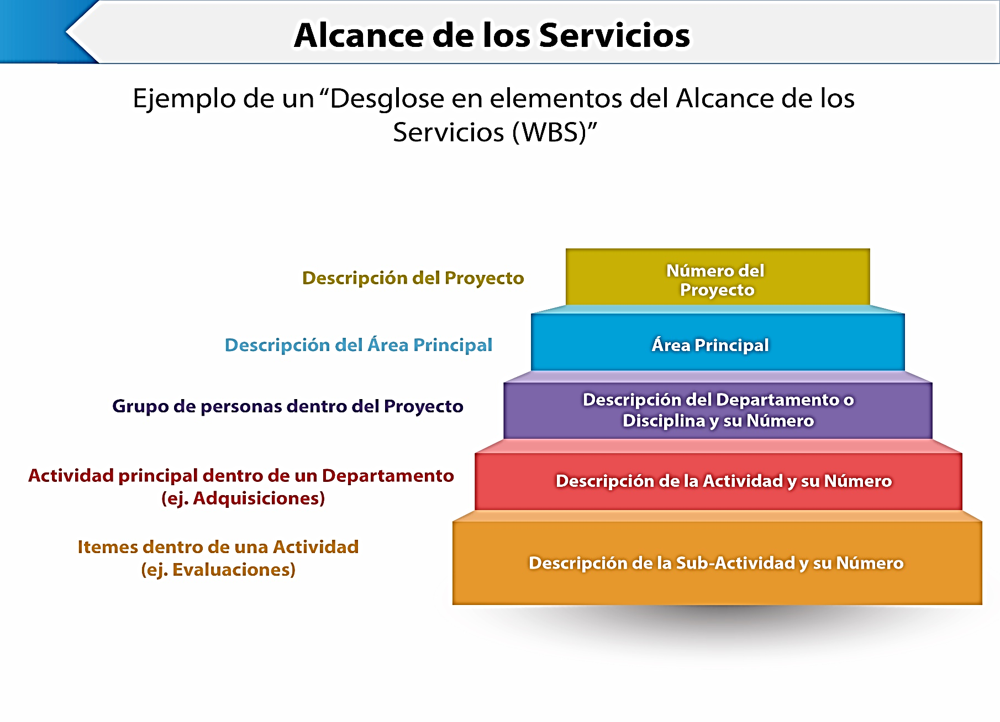 Alcance de los Servicios
Ejemplo de un “Desglose en elementos del Alcance de los
Servicios (WBS)”
Descripción del Proyecto
Número del
Proyecto
Descripción del Área Principal
Área Principal
Grupo de personas dentro del Proyecto
Descripción del Departamento o
Disciplina y su Número
Actividad principal dentro de un Departamento
(ej. Adquisiciones)
Descripción de la Actividad y su Número
Itemes dentro de una Actividad
(ej. Evaluaciones)
Descripción de la Sub-Actividad y su Número